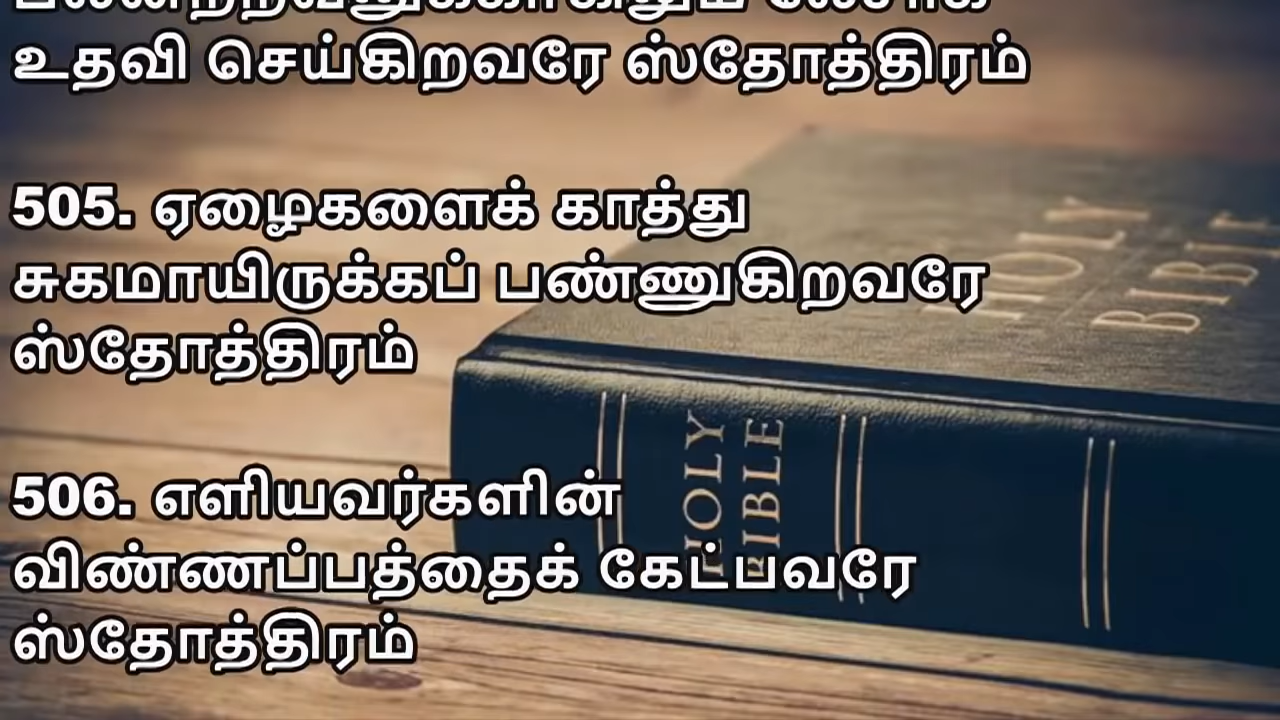 உதவி செய்கிறவரே ஸ்தோத்திரம்
505. ஏழைகளைக் காத்து
சுகமாயிருக்கப் பண்ணுகிறவரே
ஸ்தோத்திரம்
506. எளியவர்களின்
விண்ணப்பத்தைக் கேட்பவரே
ஸ்தோத்திரம்
HOLY
BIBLE
HOLY
BIBLE